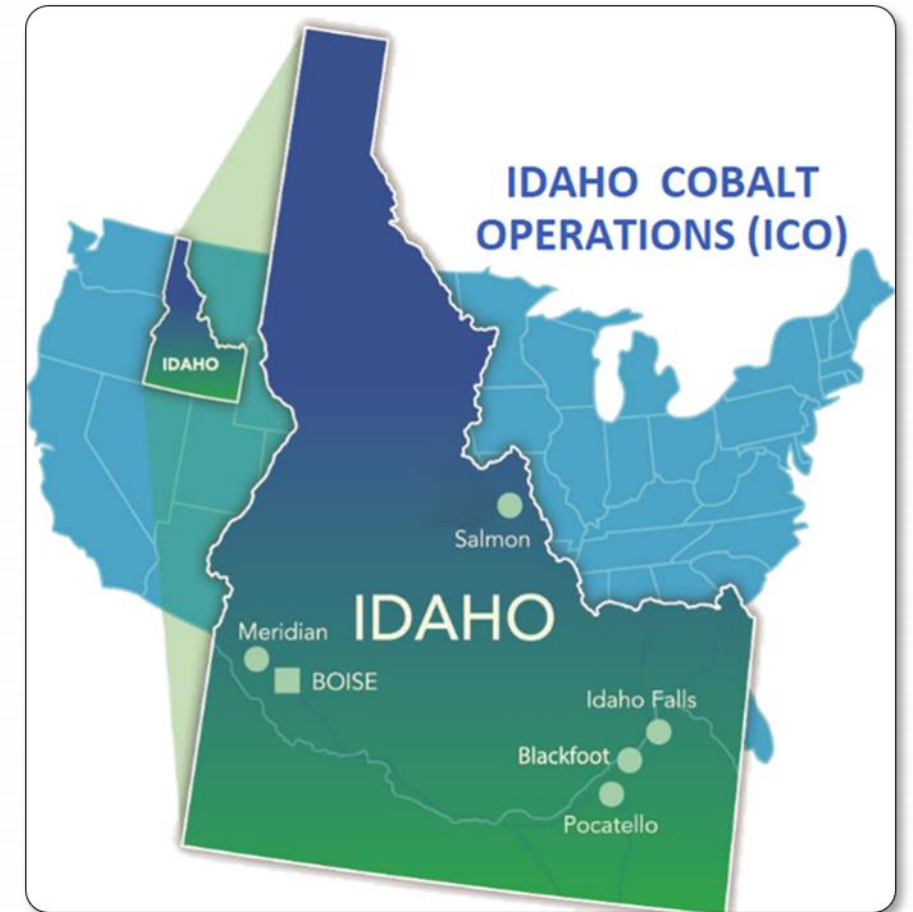 IDAHO COBALT
OPERATIONS (ICO)
IDAHO
Salmon
IDAHO
Meridian
BOISE
Idaho Falls
Blackfoot
Pocatello